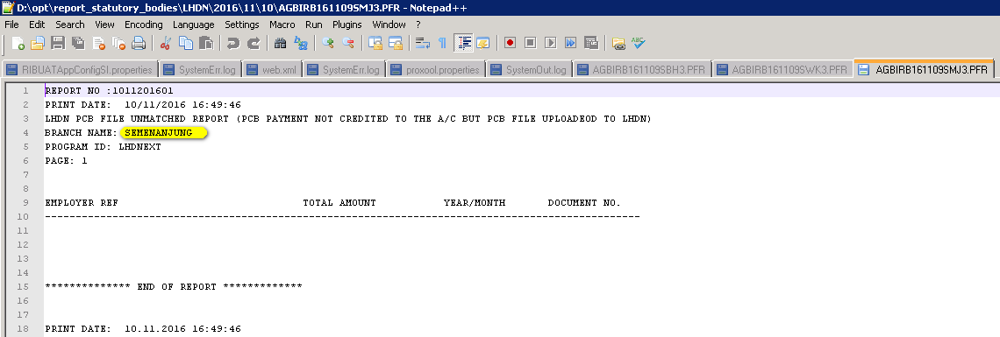 D:\opt\report_statutory_bodies\LHDN\2016\11\10\AGBIRB161109SMJ3.PFR - Notepad++
File Edit Search View Encoding Language Settings Macro Run Plugins Window ?
RIBUATAppConfigSI.properties SystemErr.log web.xml SystemErr.log proxool.properties SystemOut.log AGBIRB161109SBH3.PFR AGBIRB161109SWK3.PFR AGBIRB161109SMJ3.PFR
1 REPORT NO :1011201601
2 PRINT DATE: 10/11/2016 16:49:46
3 LHDN PCB FILE UNMATCHED REPORT (PCB PAYMENT NOT CREDITED TO THE A/C BUT PCB FILE UPLOADEOD TO LHDN)
4 BRANCH NAME: SEMENANJUNG
5 PROGRAM ID: LHDNEXT
6 PAGE: 1
7
8
9 EMPLOYER REF TOTAL AMOUNT YEAR/MONTH DOCUMENT NO.
10 -------------------------------------------------------------------------------------------------
11
12
13
14
15 ************** END OF REPORT *************
16
17
18 PRINT DATE: 10.11.2016 16:49:46